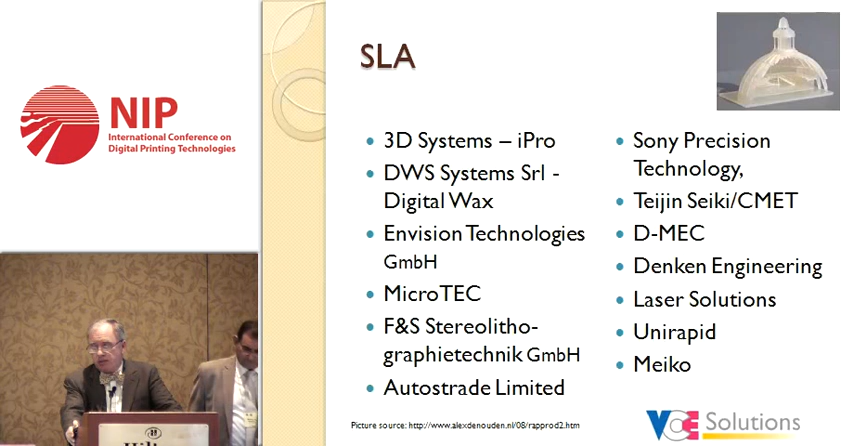 NIP
International Conference on
Digital Printing Technologies
SLA
3D Systems – iPro
DWS Systems Srl -
Digital Wax
Envision Technologies
GmbH
MicroTEC
F&S Stereolitho-
graphietechnik GmbH
Autostrade Limited
Sony Precision
Technology,
Teijin Seiki/CMET
D-MEC
Denken Engineering
Laser Solutions
Unirapid
Meiko
Picture source: http://www.alexdenouden.nl/08/rapprod2.htm
VCE Solutions